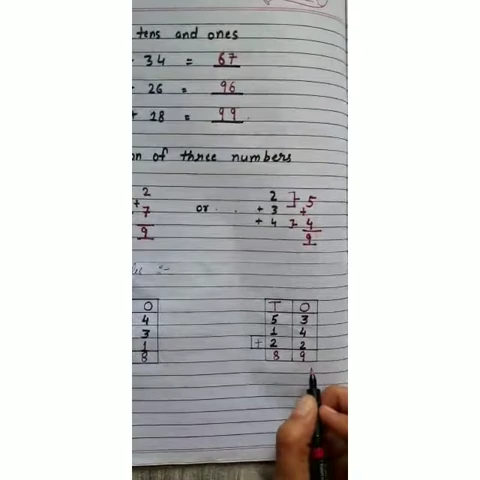 tens and ones
34 = 67
26 = 96
+ 28 = 99
on of three numbers
2
+ 7
9
or
2
+ 3
+ 4
5
+ 4
9
O
4
3
1
8
T O
5 3
1 4
+ 2 2
8 9